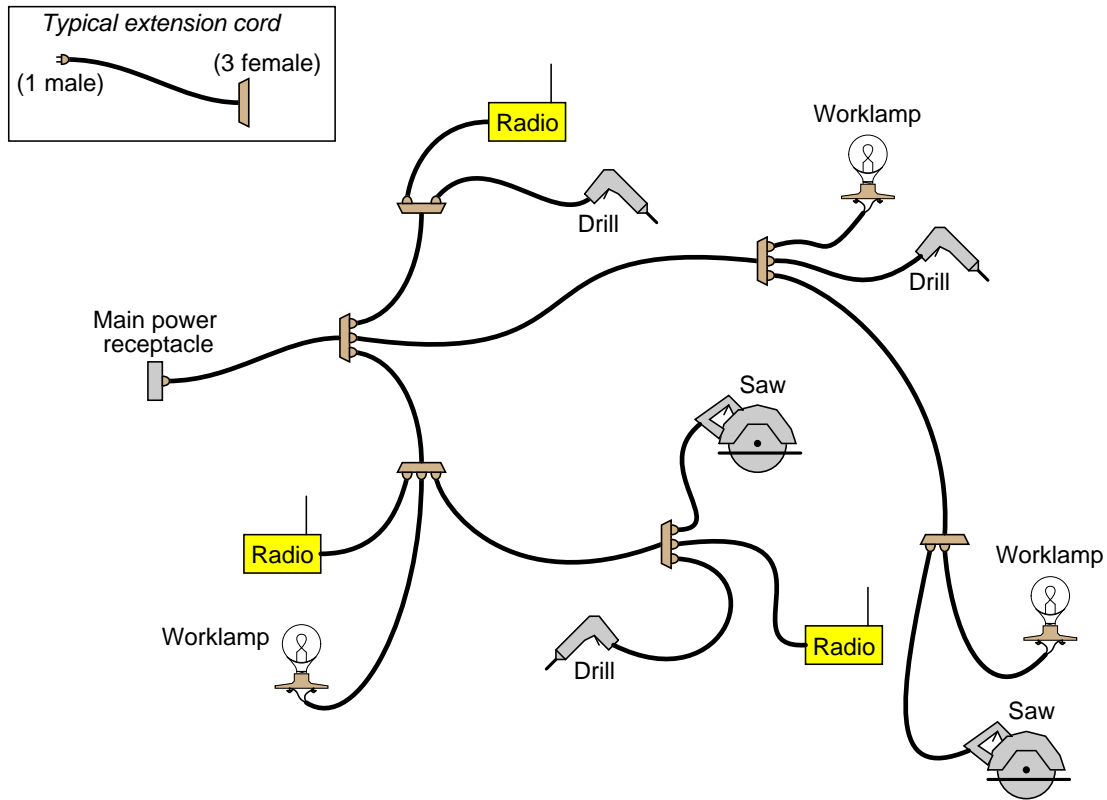 Typical extension cord
(3 female)
(1 male)
Radio
Worklamp
Drill
Drill
Main power
receptacle
Saw
Radio
Worklamp
Worklamp
Radio
Drill
Saw